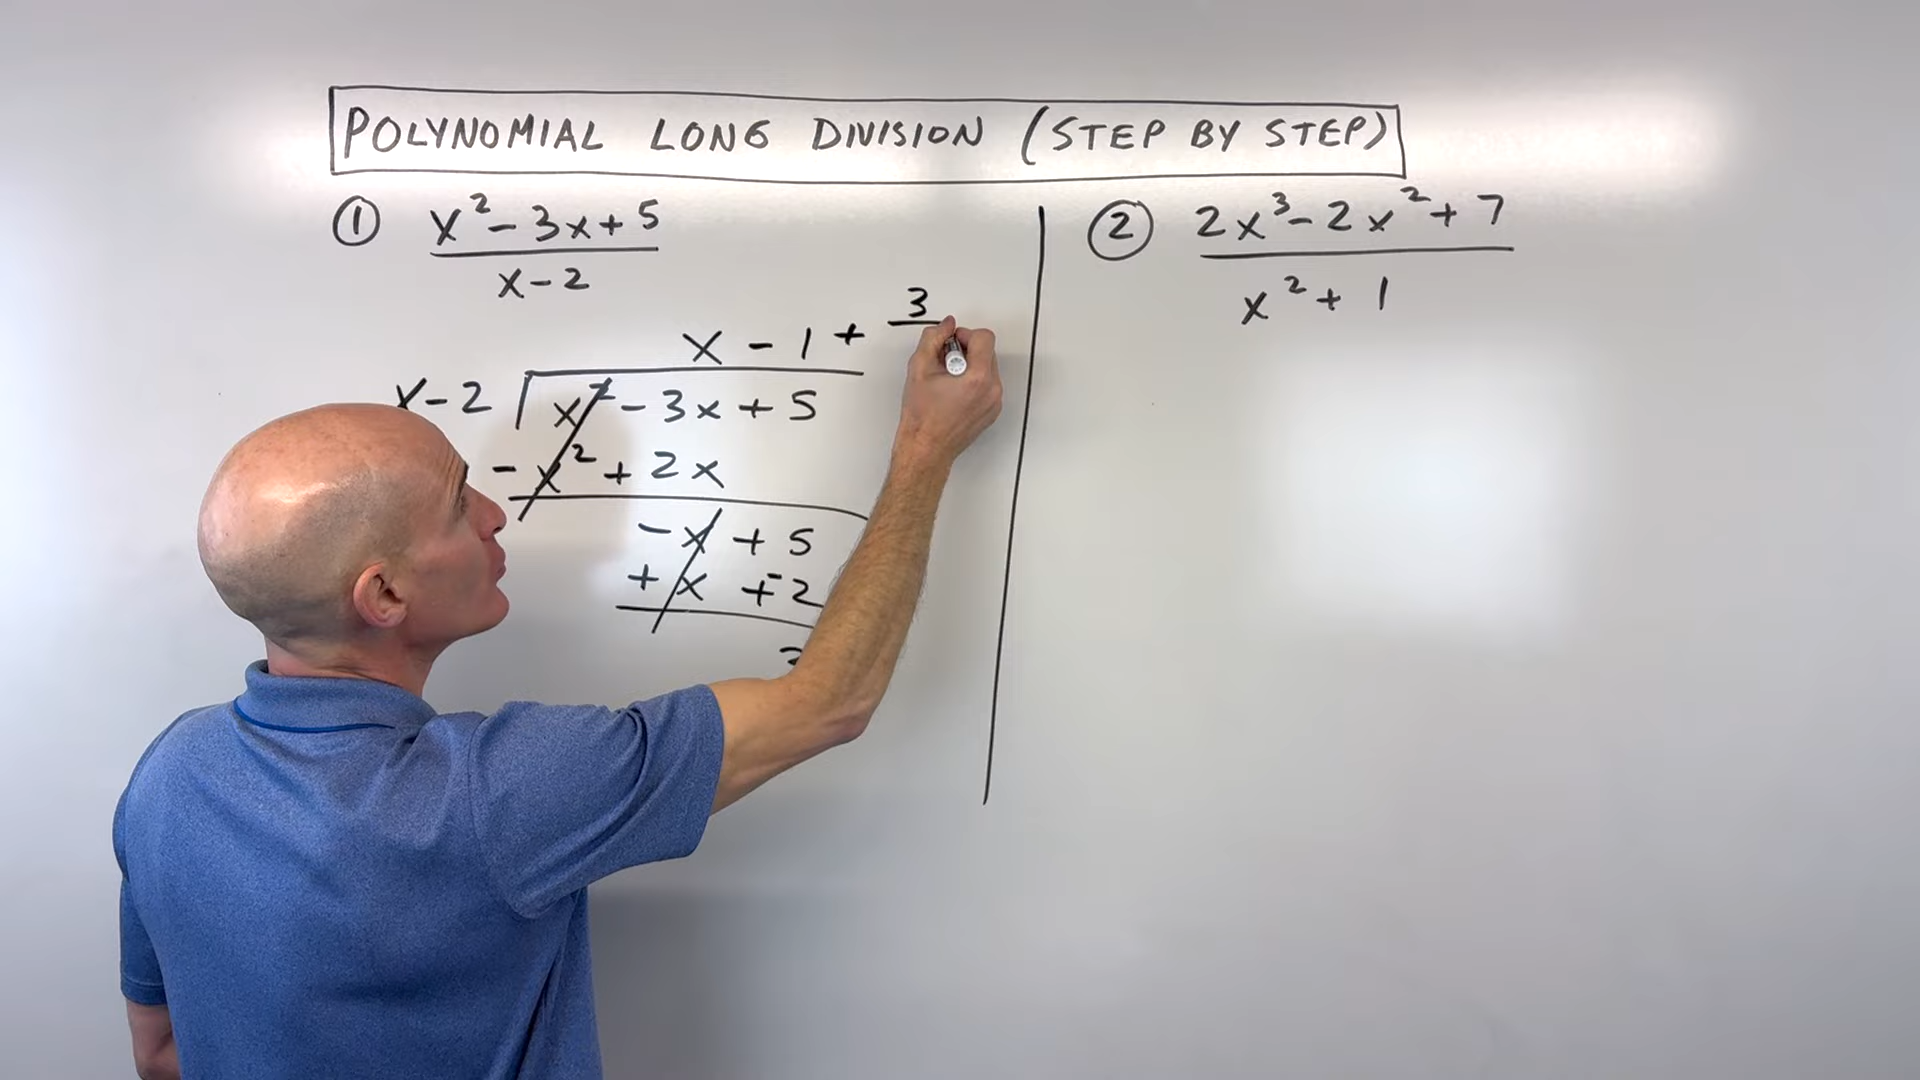 POLYNOMIAL LONG DIVISION (STEP BY STEP)
① x² - 3x + 5
x - 2
3
x - 1 +
x - 2 x² - 3x + 5
- x² + 2x
- x + 5
+ x + -2
3
② 2x³ - 2x² + 7
x² + 1